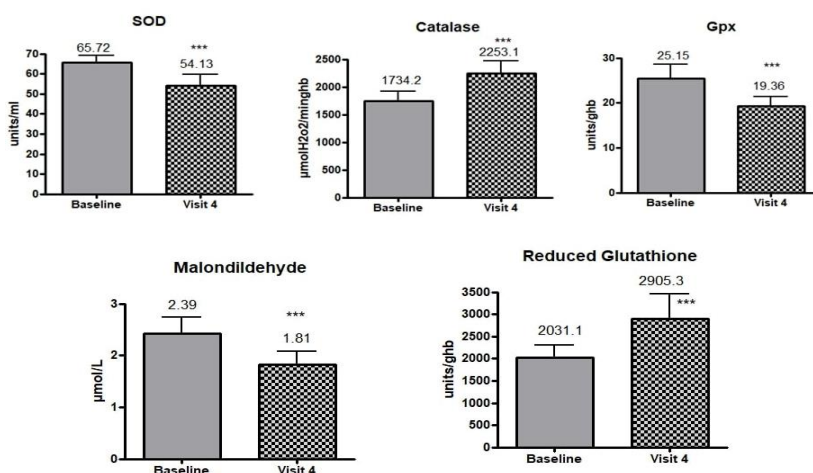 SOD
65.72
***
54.13
70
60
50
40
30
20
10
0
units/ml
Baseline
Visit 4
Catalase
***
2253.1
1734.2
2500
2000
1500
1000
500
0
µmolH2o2/minghb
Baseline
Visit 4
Gpx
25.15
***
19.36
30
20
10
0
units/ghb
Baseline
Visit 4
Malondildehyde
2.39
***
1.81
3
2
1
0
µmol/L
Baseline
Visit 4
Reduced Glutathione
2905.3
***
2031.1
3500
3000
2500
2000
1500
1000
500
0
units/ghb
Baseline
Visit 4